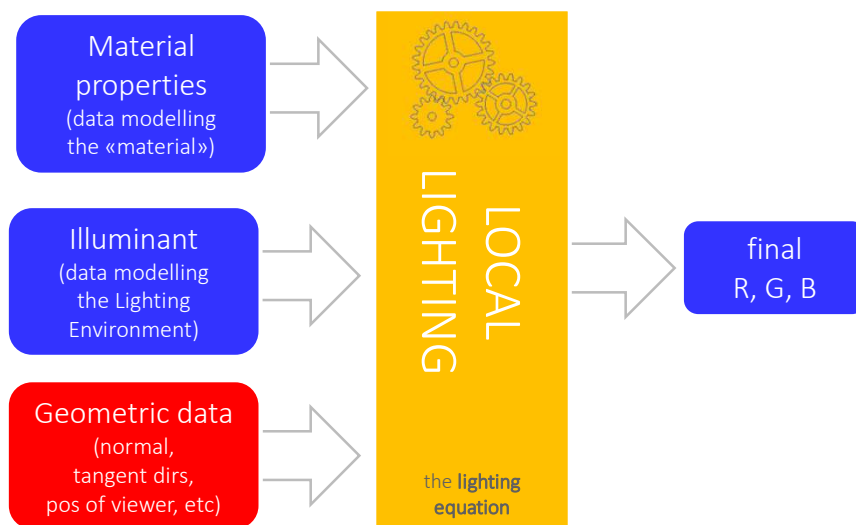 Material
properties
(data modelling
the «material»)
Illuminant
(data modelling
the Lighting
Environment)
Geometric data
(normal,
tangent dirs,
pos of viewer, etc)
LOCAL
LIGHTING
the lighting
equation
final
R, G, B